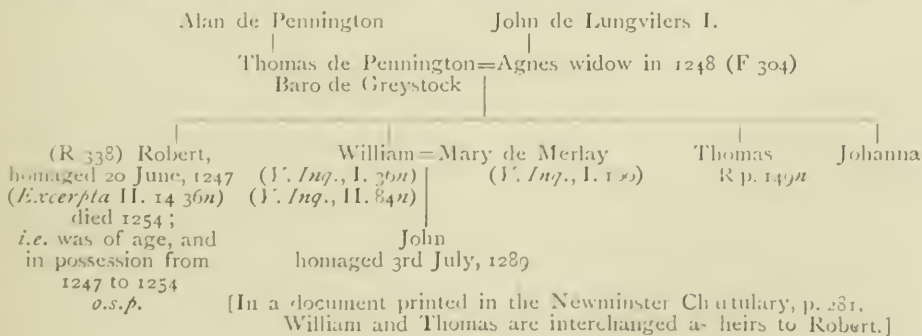 Alan de Pennington John de Lungvilers I.
Thomas de Pennington=Agnes widow in 1248 (F 304)
Baro de Greystock
(R 338) Robert, William=Mary de Merlay Thomas Johanna
homaged 20 June, 1247 (Y. Inq., I. 36n) (Y. Inq., I. 190) R p. 149n
(Excerpta II. 14 36n) (Y. Inq., II. 84n)
died 1254;
i.e. was of age, and John
in possession from homaged 3rd July, 1289
1247 to 1254
o.s.p. [In a document printed in the Newminster Chartulary, p. 281,
William and Thomas are interchanged as heirs to Robert.]